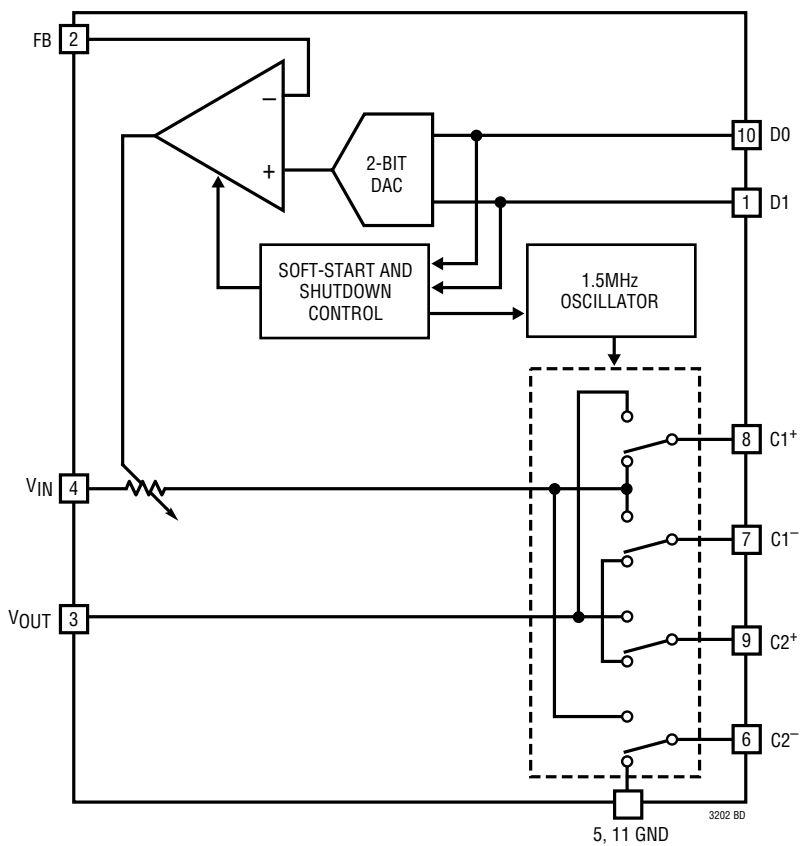 FB 2
−
+
2-BIT
DAC
10 D0
1 D1
SOFT-START AND
SHUTDOWN
CONTROL
1.5MHz
OSCILLATOR
8 C1+
VIN 4
7 C1−
VOUT 3
9 C2+
6 C2−
3202 BD
5, 11 GND